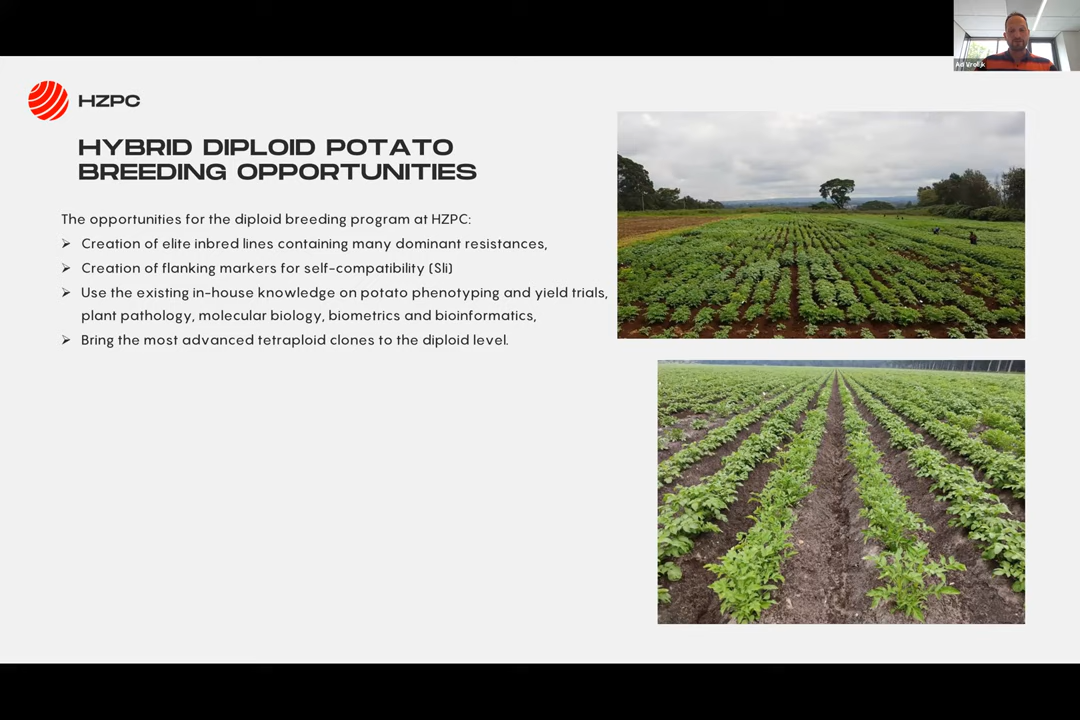 HZPC
HYBRID DIPLOID POTATO
BREEDING OPPORTUNITIES
The opportunities for the diploid breeding program at HZPC:
➢ Creation of elite inbred lines containing many dominant resistances,
➢ Creation of flanking markers for self-compatibility (Sli)
➢ Use the existing in-house knowledge on potato phenotyping and yield trials,
plant pathology, molecular biology, biometrics and bioinformatics,
➢ Bring the most advanced tetraploid clones to the diploid level.